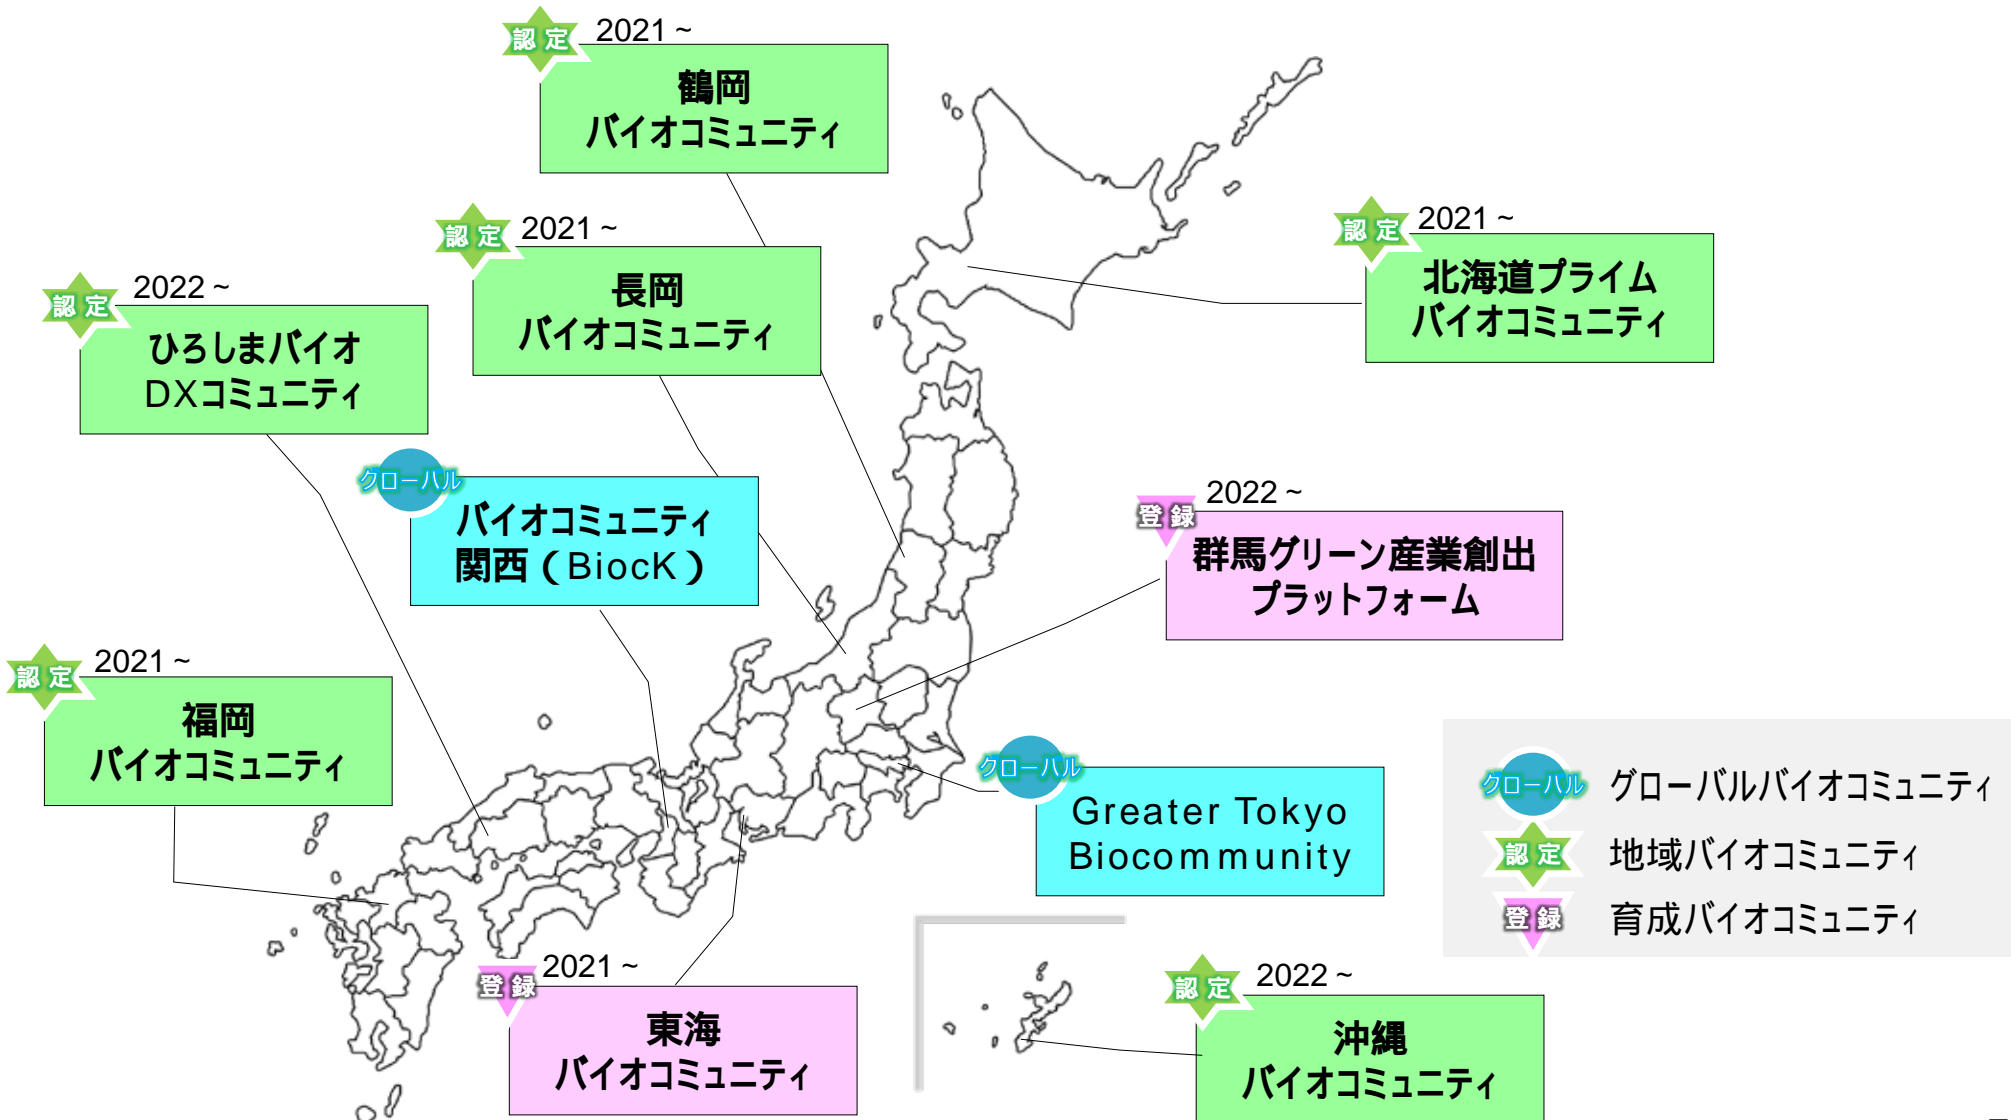 認定
2021~
鶴岡
バイオコミュニティ
認定
2021~
長岡
バイオコミュニティ
認定
2021~
北海道プライム
バイオコミュニティ
認定
2022~
ひろしまバイオ
DXコミュニティ
グローバル
バイオコミュニティ
関西（BiocK）
登録
2022~
群馬グリーン産業創出
プラットフォーム
認定
2021~
福岡
バイオコミュニティ
グローバル
Greater Tokyo
Biocommunity
グローバル
グローバルバイオコミュニティ
認定
地域バイオコミュニティ
登録
育成バイオコミュニティ
登録
2021~
東海
バイオコミュニティ
認定
2022~
沖縄
バイオコミュニティ